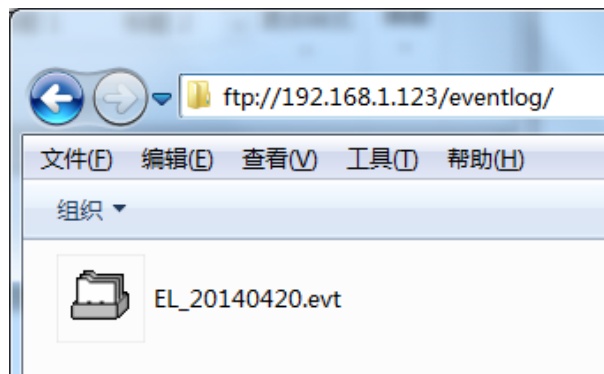 ftp://192.168.1.123/eventlog/
文件(F) 编辑(E) 查看(V) 工具(T) 帮助(H)
组织
EL_20140420.evt